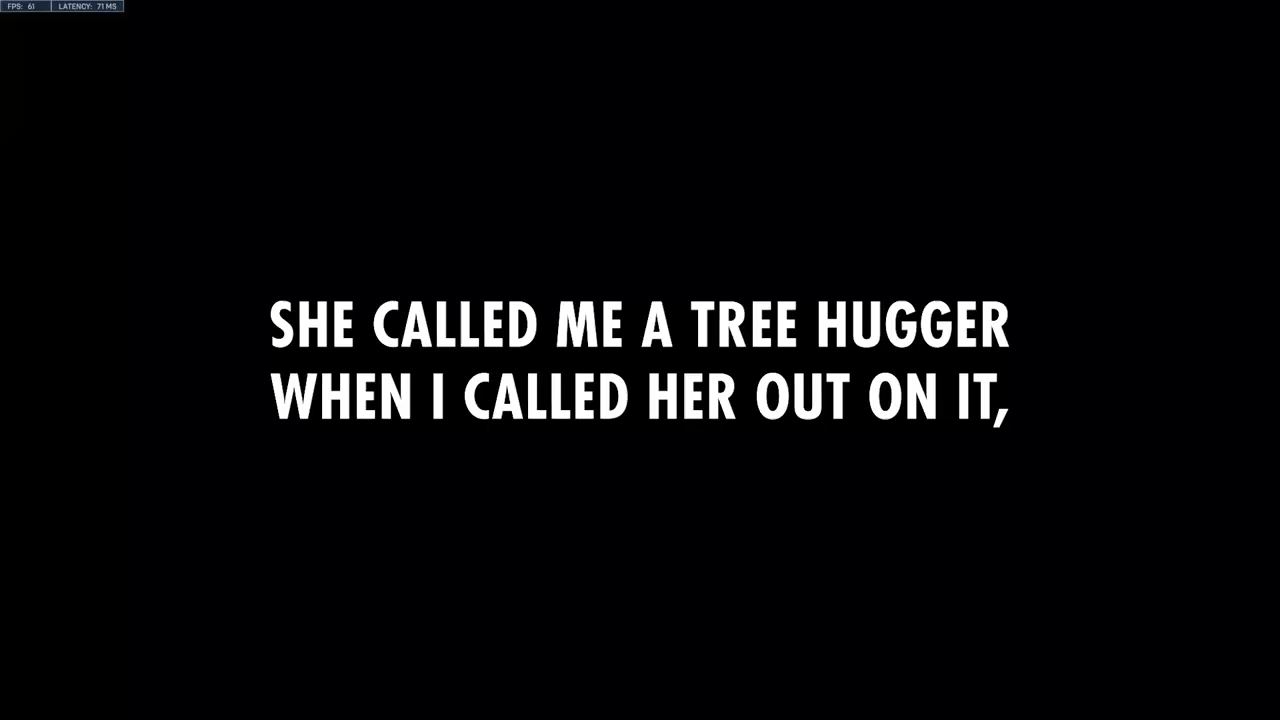 FPS: 61 LATENCY: 71 MS
SHE CALLED ME A TREE HUGGER
WHEN I CALLED HER OUT ON IT,